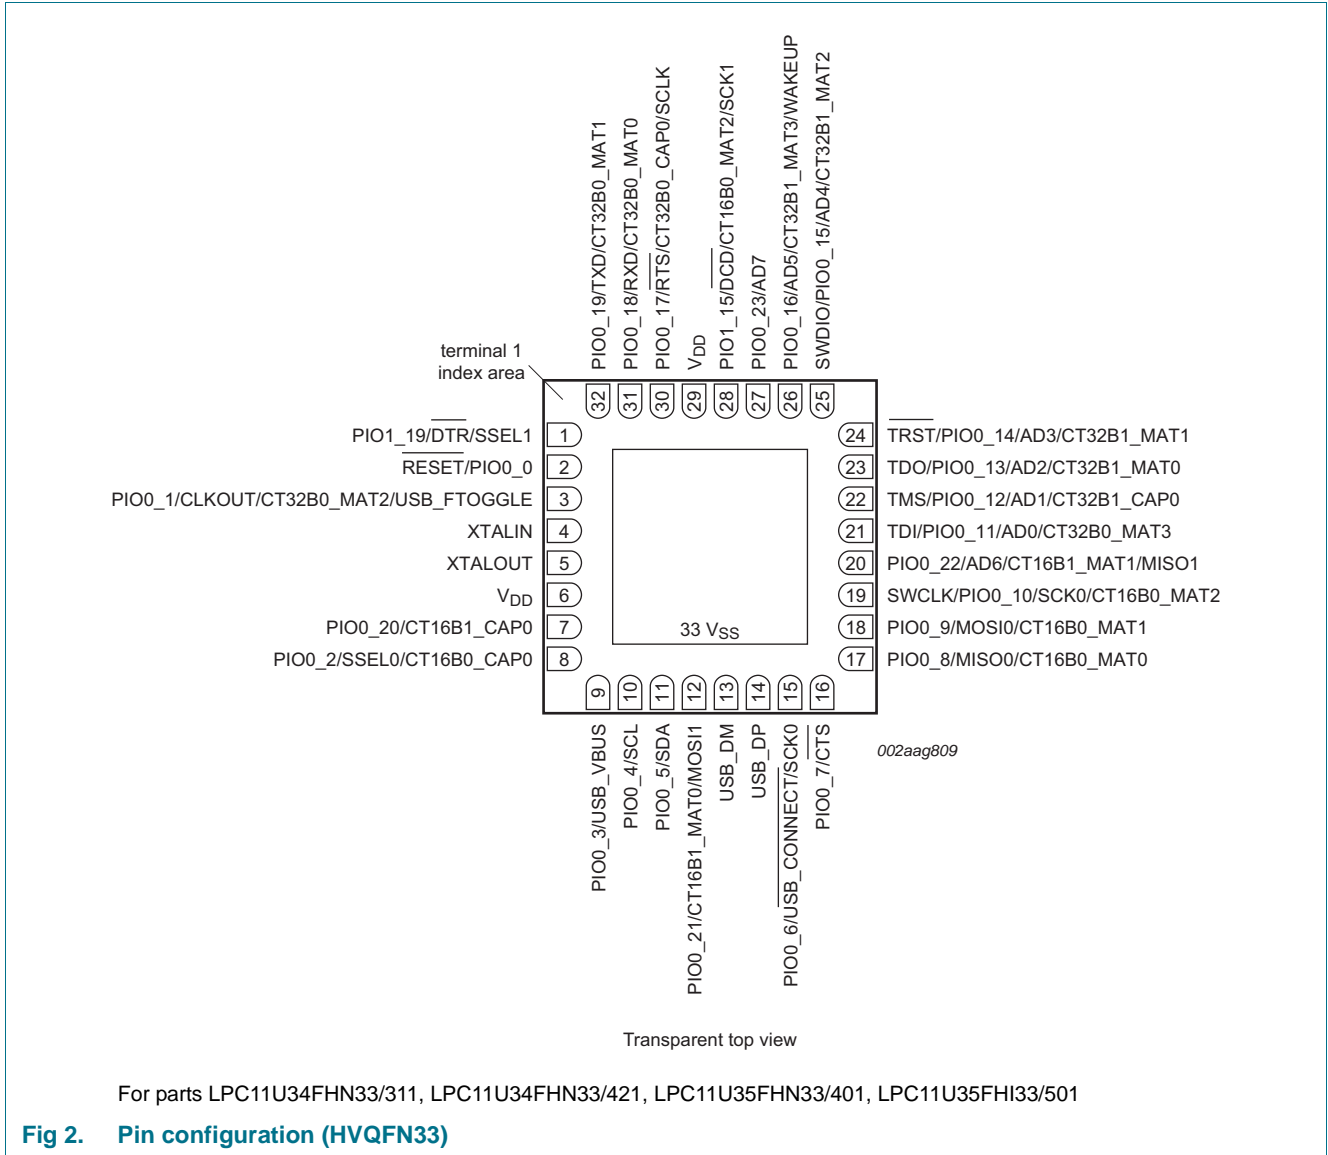 PIO0_19/TXD/CT32B0_MAT1
PIO0_18/RXD/CT32B0_MAT0
PIO0_17/RTS/CT32B0_CAP0/SCLK
VDD
PIO1_15/DCD/CT16B0_MAT2/SCK1
PIO0_23/AD7
PIO0_16/AD5/CT32B1_MAT3/WAKEUP
SWDIO/PIO0_15/AD4/CT32B1_MAT2
terminal 1
index area
32 31 30 29 28 27 26 25
PIO1_19/DTR/SSEL1 1
RESET/PIO0_0 2
PIO0_1/CLKOUT/CT32B0_MAT2/USB_FTOGGLE 3
XTALIN 4
XTALOUT 5
VDD 6
PIO0_20/CT16B1_CAP0 7
PIO0_2/SSEL0/CT16B0_CAP0 8
24 TRST/PIO0_14/AD3/CT32B1_MAT1
23 TDO/PIO0_13/AD2/CT32B1_MAT0
22 TMS/PIO0_12/AD1/CT32B1_CAP0
21 TDI/PIO0_11/AD0/CT32B0_MAT3
20 PIO0_22/AD6/CT16B1_MAT1/MISO1
19 SWCLK/PIO0_10/SCK0/CT16B0_MAT2
18 PIO0_9/MOSI0/CT16B0_MAT1
17 PIO0_8/MISO0/CT16B0_MAT0
33 VSS
9 10 11 12 13 14 15 16
PIO0_3/USB_VBUS
PIO0_4/SCL
PIO0_5/SDA
PIO0_21/CT16B1_MAT0/MOSI1
USB_DM
USB_DP
PIO0_6/USB_CONNECT/SCK0
PIO0_7/CTS
002aag809
Transparent top view
For parts LPC11U34FHN33/311, LPC11U34FHN33/421, LPC11U35FHN33/401, LPC11U35FHI33/501
Fig 2. Pin configuration (HVQFN33)